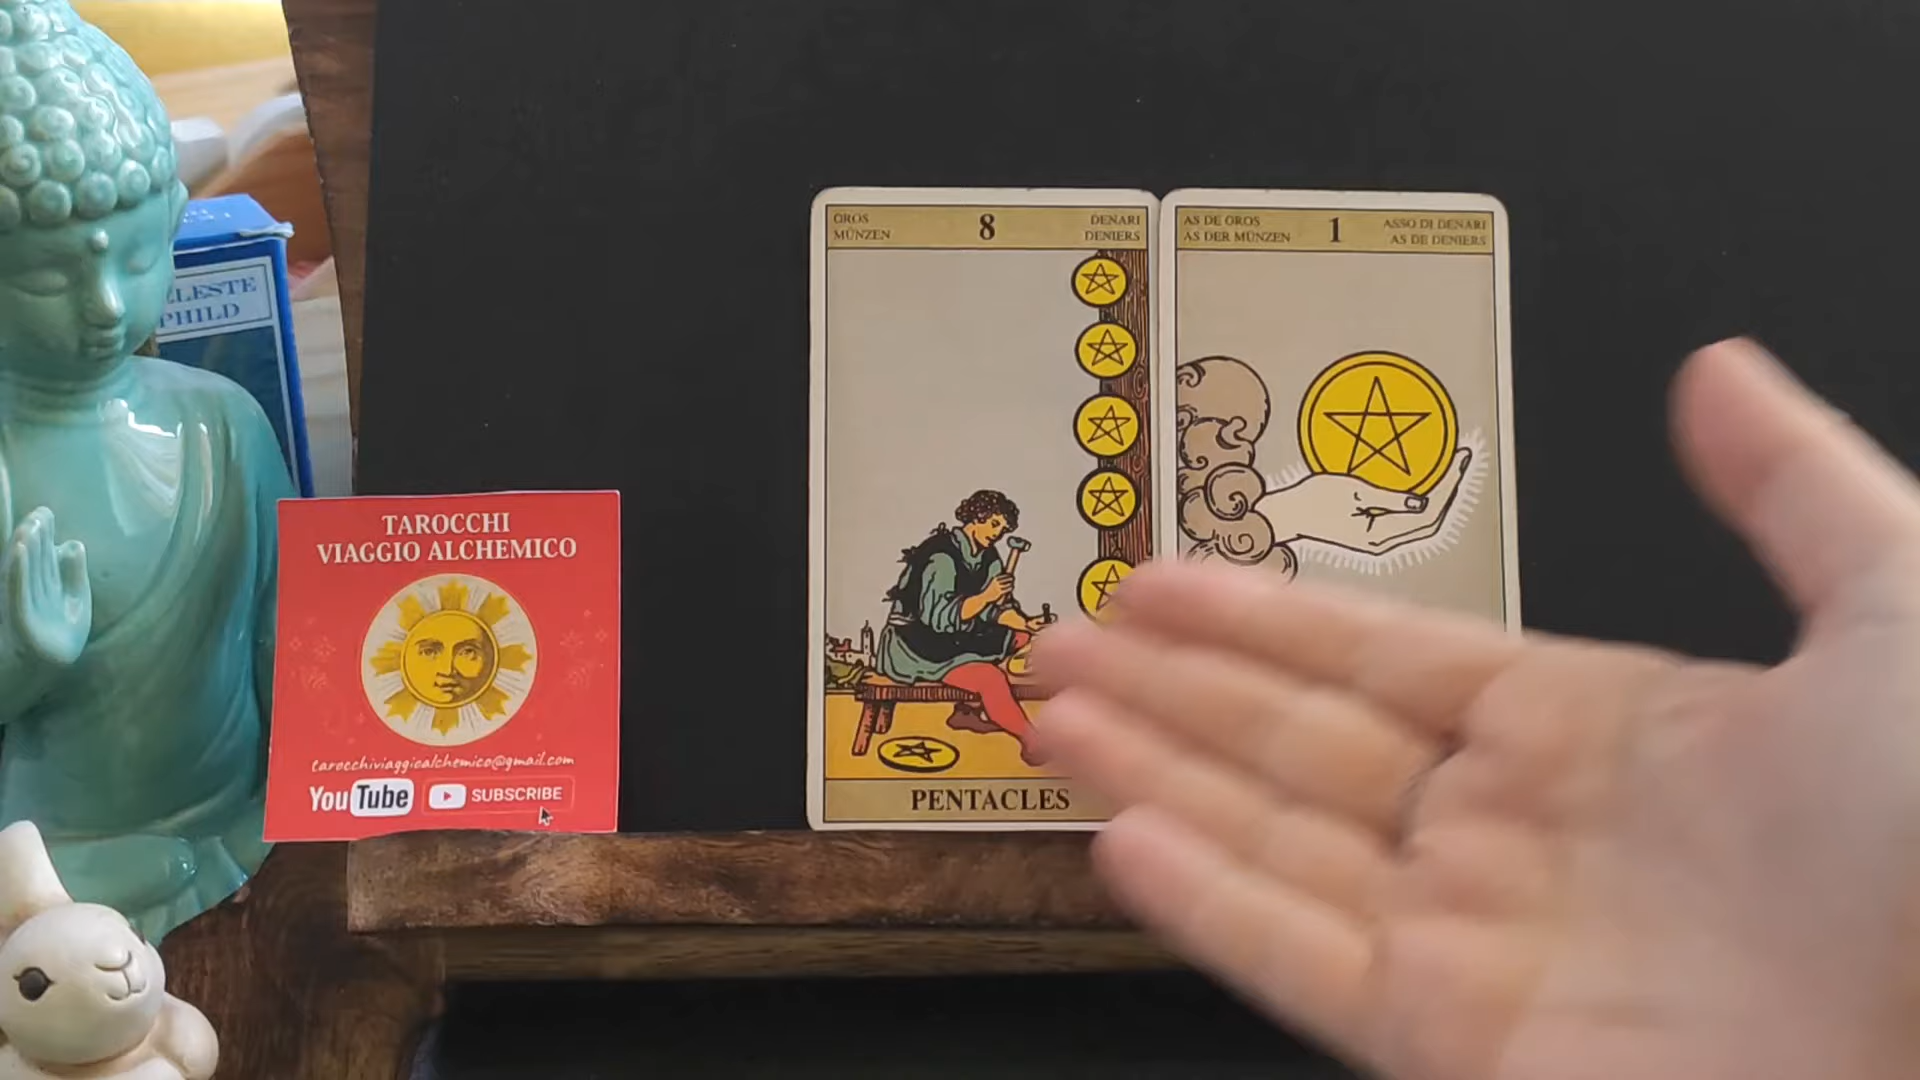 PHILD
TAROCCHI
VIAGGIO ALCHEMICO
tarocchiviaggioalchemico@gmail.com
YouTube SUBSCRIBE
OROS 8 DENARI
MÜNZEN DENIERS
PENTACLES
AS DE OROS 1 ASSO DI DENARI
AS DER MÜNZEN AS DE DENIERS